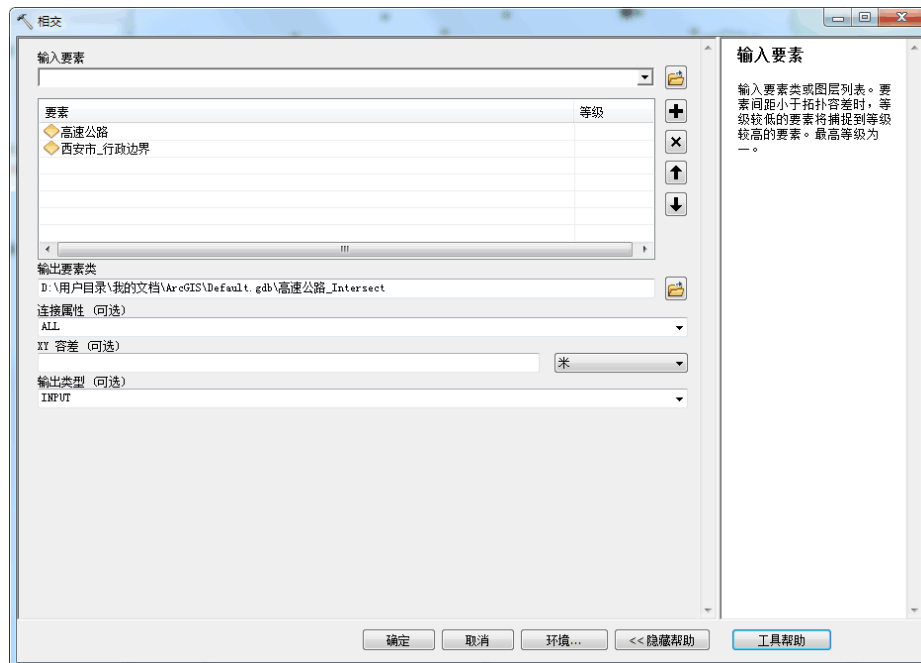 相交
输入要素
要素 等级
高速公路
西安市_行政边界
输出要素类
D:\用户目录\我的文档\ArcGIS\Default.gdb\高速公路_Intersect
连接属性 (可选)
ALL
XY 容差 (可选)
米
输出类型 (可选)
INPUT
确定 取消 环境... << 隐藏帮助 工具帮助
输入要素
输入要素类或图层列表。要
素间距小于拓扑容差时，等
级较低的要素将捕捉到等级
较高的要素。最高等级为
一。